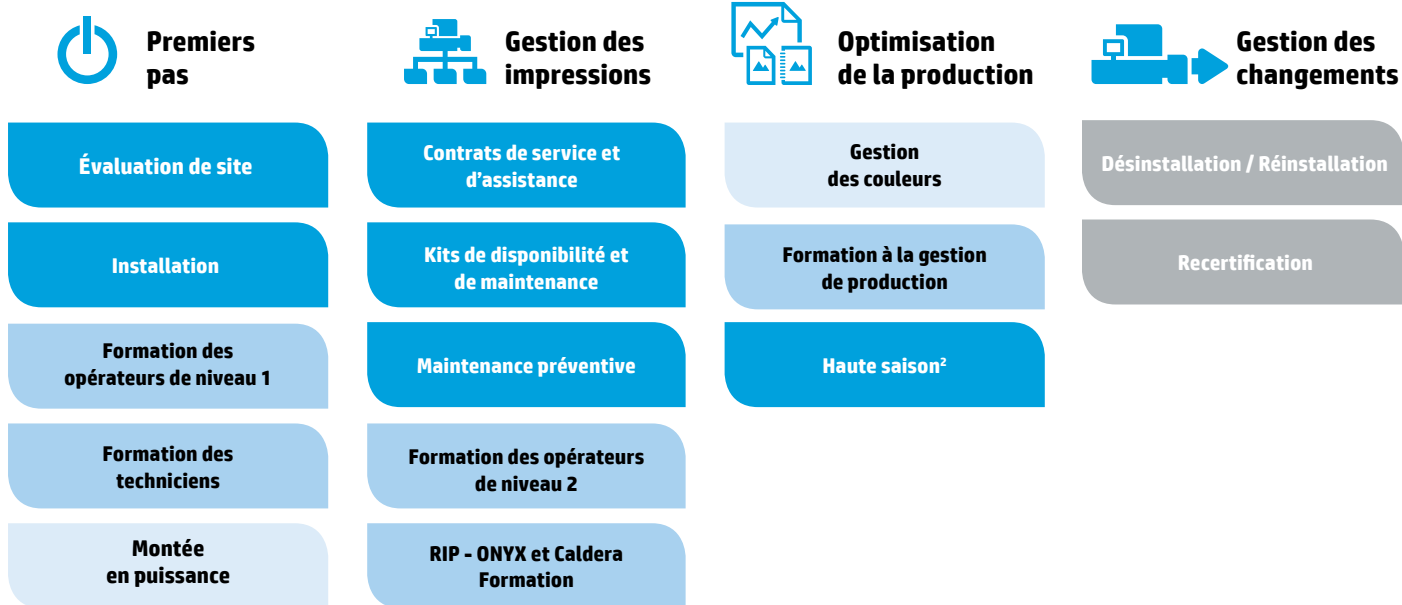 Premiers
pas
Évaluation de site
Installation
Formation des
opérateurs de niveau 1
Formation des
techniciens
Montée
en puissance
Gestion des
impressions
Contrats de service et
d'assistance
Kits de disponibilité et
de maintenance
Maintenance préventive
Formation des opérateurs
de niveau 2
RIP - ONYX et Caldera
Formation
Optimisation
de la production
Gestion
des couleurs
Formation à la gestion
de production
Haute saison²
Gestion des
changements
Désinstallation / Réinstallation
Recertification